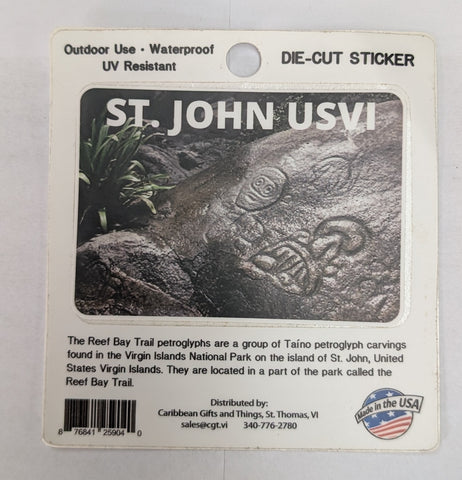 Outdoor Use • Waterproof
UV Resistant
DIE-CUT STICKER
ST. JOHN USVI
The Reef Bay Trail petroglyphs are a group of Taíno petroglyph carvings
found in the Virgin Islands National Park on the island of St. John, United
States Virgin Islands. They are located in a part of the park called the
Reef Bay Trail.
Distributed by:
Caribbean Gifts and Things, St. Thomas, VI
sales@cgt.vi 340-776-2780
8 76841 25904 0
Made in the USA